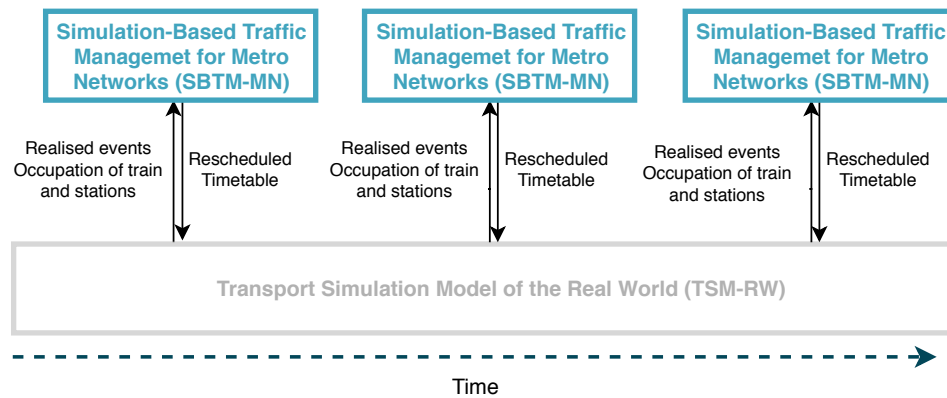 Simulation-Based Traffic
Managemet for Metro
Networks (SBTM-MN)
Simulation-Based Traffic
Managemet for Metro
Networks (SBTM-MN)
Simulation-Based Traffic
Managemet for Metro
Networks (SBTM-MN)
Realised events
Occupation of train
and stations
Rescheduled
Timetable
Realised events
Occupation of train
and stations
Rescheduled
Timetable
Realised events
Occupation of train
and stations
Rescheduled
Timetable
Transport Simulation Model of the Real World (TSM-RW)
Time